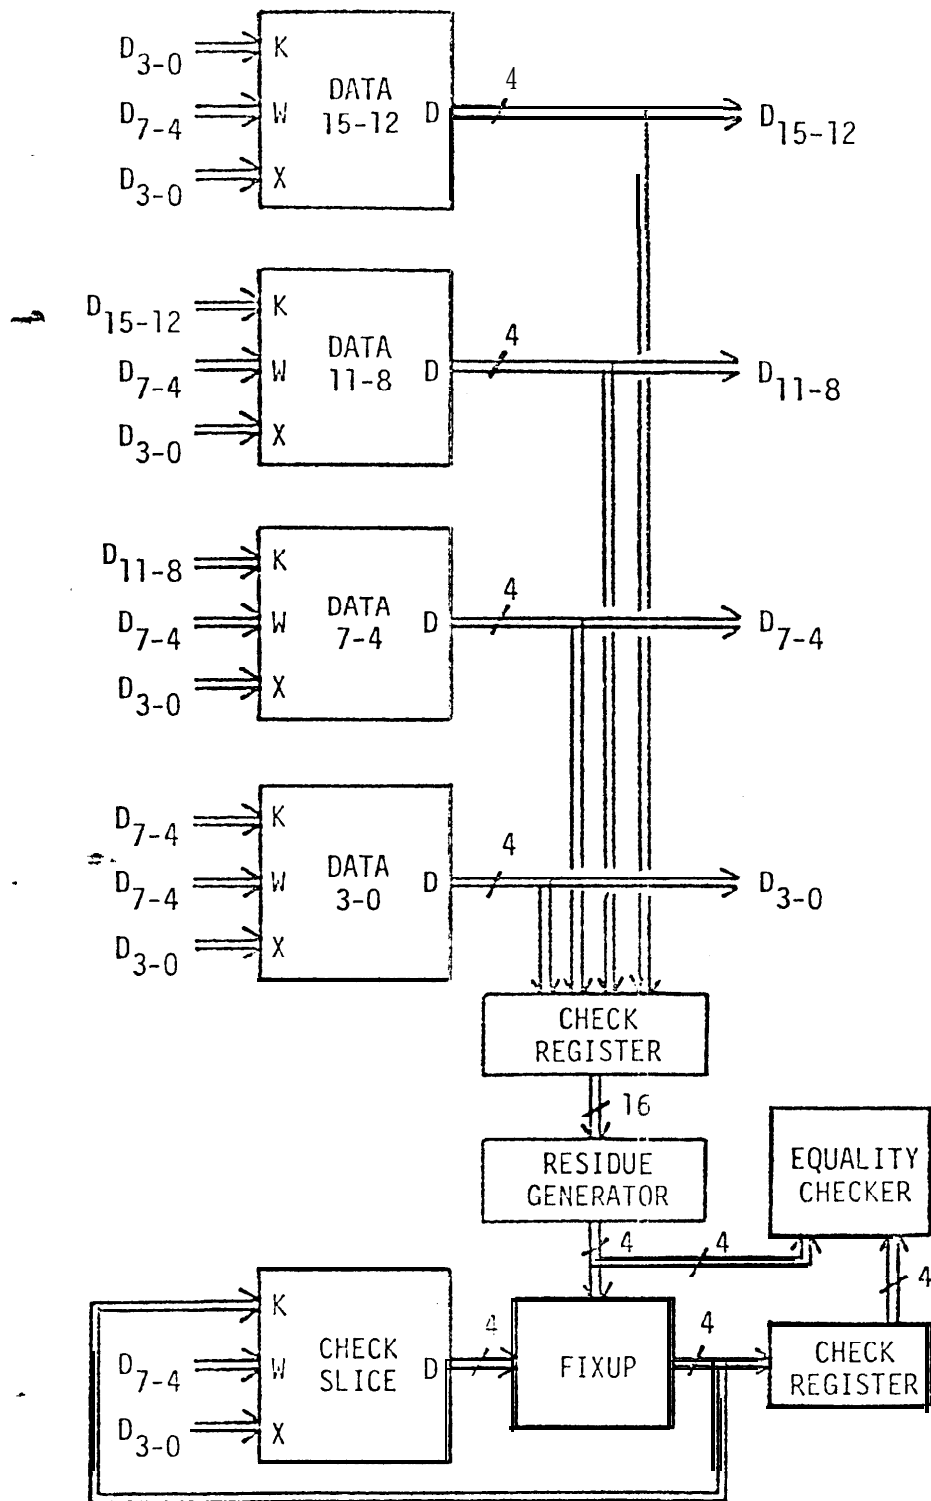 D3-0 K
DATA 4
D7-4 W 15-12 D D15-12
D3-0 X
D15-12 K
DATA 4
D7-4 W 11-8 D D11-8
D3-0 X
D11-8 K
DATA 4
D7-4 W 7-4 D D7-4
D3-0 X
D7-4 K
DATA 4
D7-4 W 3-0 D D3-0
D3-0 X
CHECK
REGISTER
16
RESIDUE
GENERATOR
EQUALITY
CHECKER
4 4
4
K
CHECK
SLICE
D7-4 W D
D3-0 X
4
FIXUP
4
CHECK
REGISTER